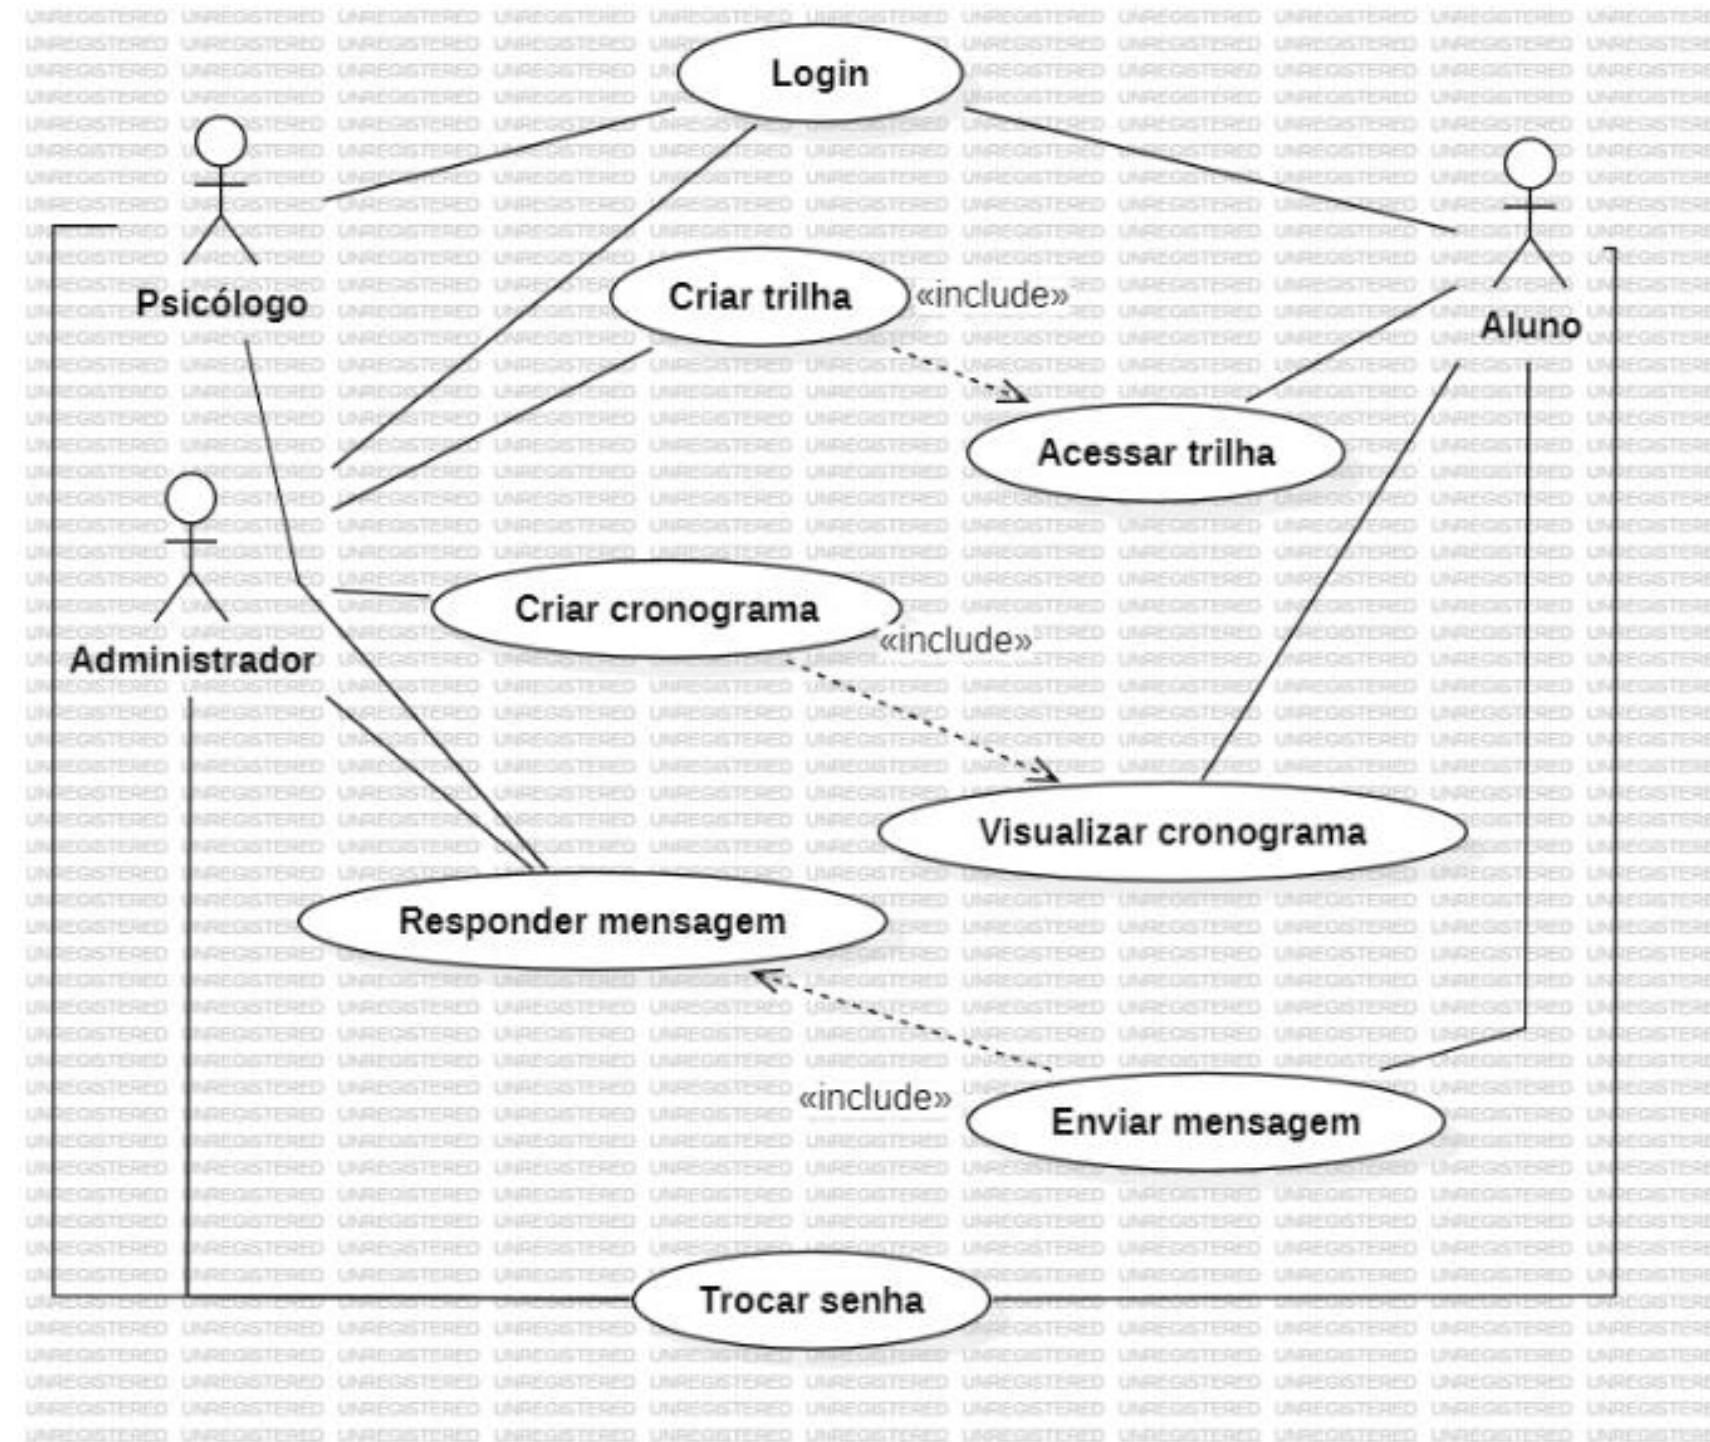 Login
Psicólogo
Criar trilha
«include»
Aluno
Acessar trilha
Administrador
Criar cronograma
«include»
Visualizar cronograma
Responder mensagem
«include»
Enviar mensagem
Trocar senha
UNREGISTERED